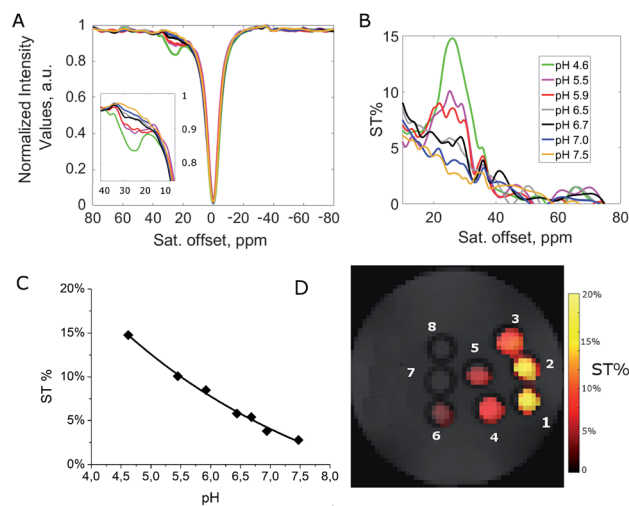 A
Normalized Intensity
Values, a.u.
1
0.8
0.6
0.4
0.2
0
1
0.9
0.8
40 30 20 10
80 60 40 20 0 -20 -40 -60 -80
Sat. offset, ppm
B
ST%
15
10
5
0
pH 4.6
pH 5.5
pH 5.9
pH 6.5
pH 6.7
pH 7.0
pH 7.5
20 40 60 80
Sat. offset, ppm
C
ST %
20%
15%
10%
5%
0%
4,0 4,5 5,0 5,5 6,0 6,5 7,0 7,5 8,0
pH
D
8
7
6
5
4
3
2
1
20%
15%
10%
5%
0
ST%